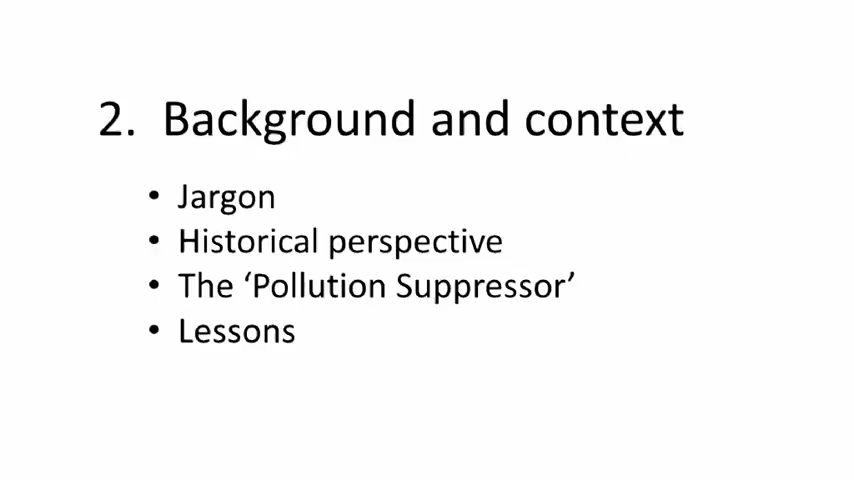 2. Background and context
• Jargon
• Historical perspective
• The ‘Pollution Suppressor’
• Lessons